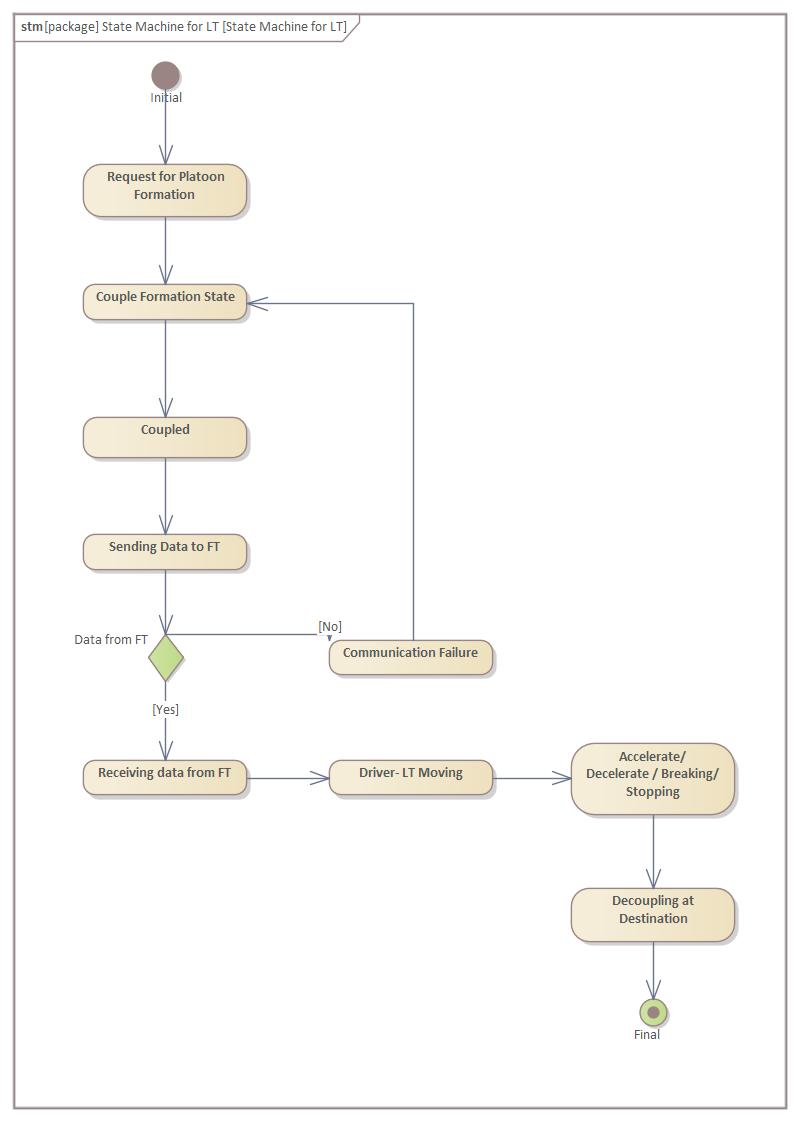 stm [package] State Machine for LT [State Machine for LT]
Initial
Request for Platoon
Formation
Couple Formation State
Coupled
Sending Data to FT
Data from FT
[No]
Communication Failure
[Yes]
Receiving data from FT
Driver- LT Moving
Accelerate/
Decelerate / Breaking/
Stopping
Decoupling at
Destination
Final